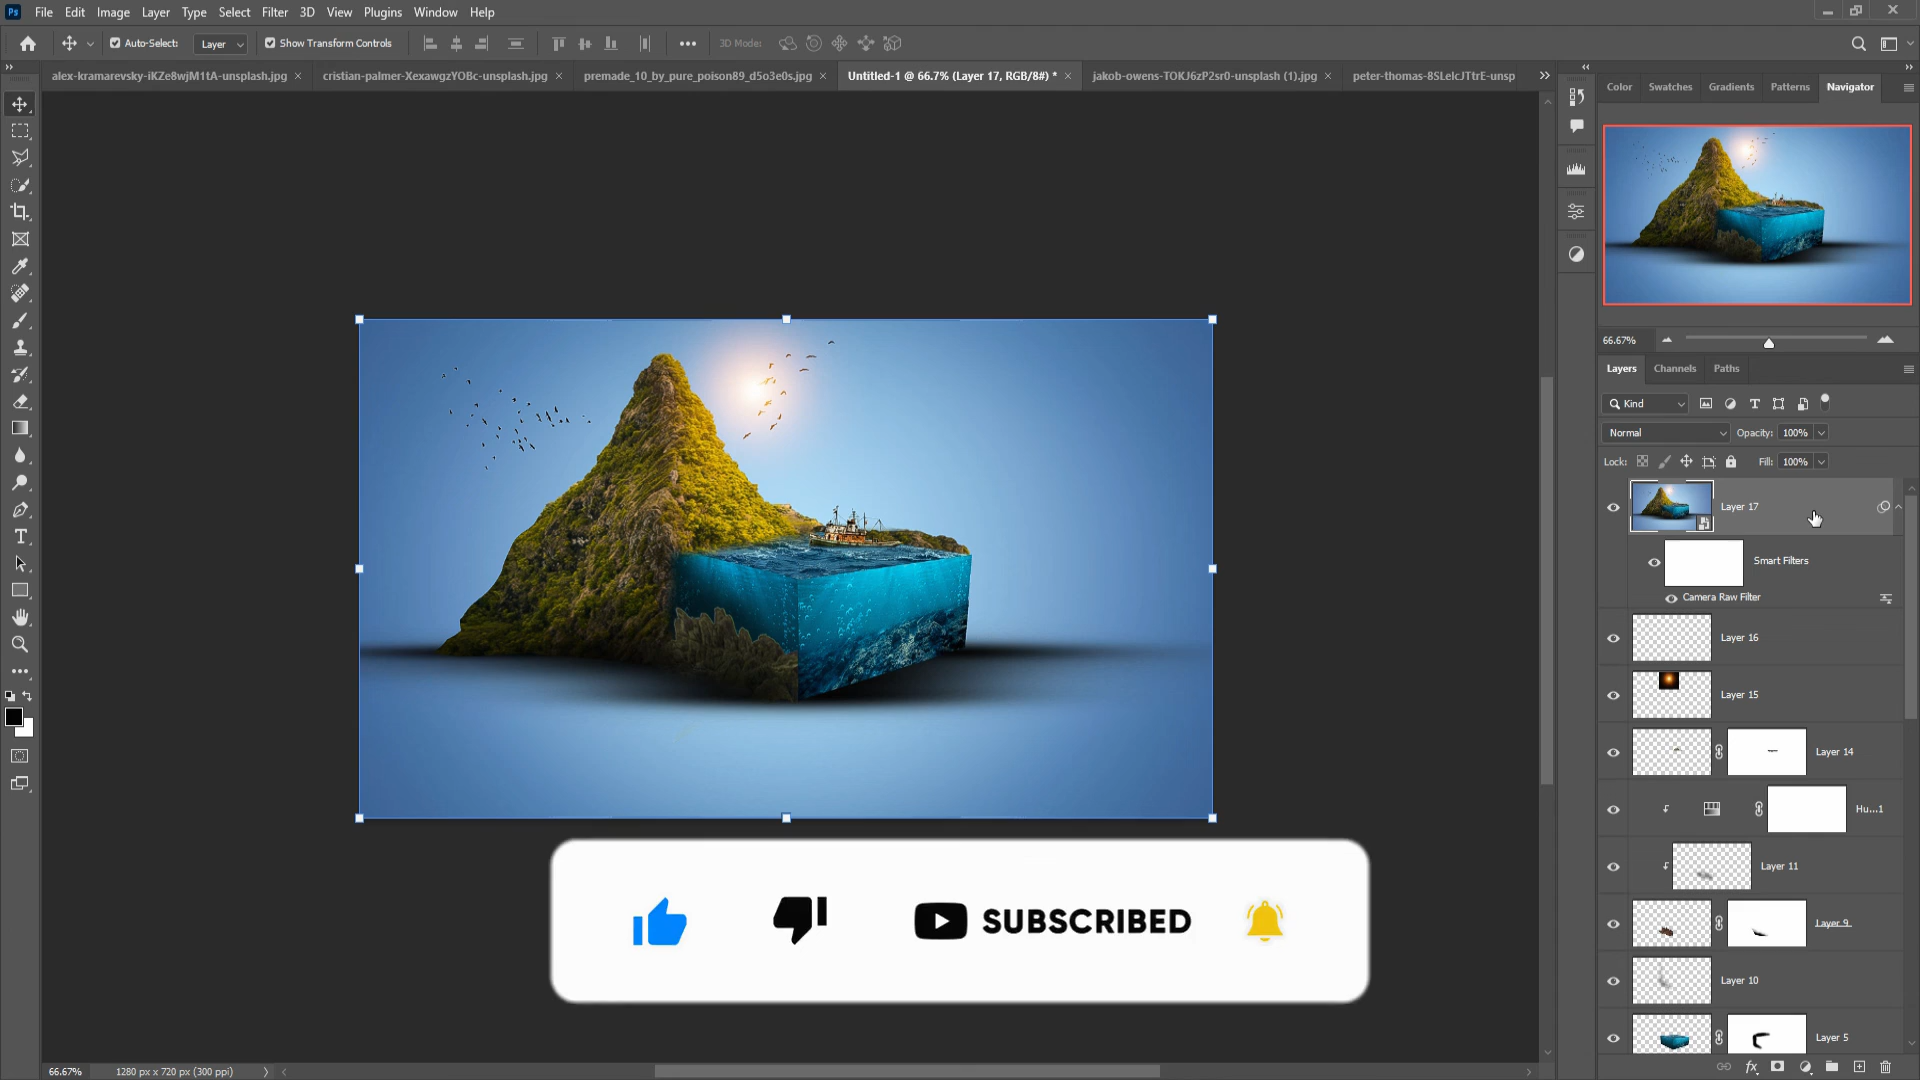 Ps File Edit Image Layer Type Select Filter 3D View Plugins Window Help
Auto-Select: Layer Show Transform Controls 3D Mode:
alex-kramarevsky-iKZe8wjM1tA-unsplash.jpg cristian-palmer-XexawgzYOBc-unsplash.jpg premade_10_by_pure_poison89_d5o3e0s.jpg Untitled-1 @ 66.7% (Layer 17, RGB/8#) * jakob-owens-TOKJ6zP2sr0-unsplash (1).jpg peter-thomas-8SLelcJTtrE-unsp
Color Swatches Gradients Patterns Navigator
66.67%
Layers Channels Paths
Kind
Normal Opacity: 100%
Lock: Fill: 100%
Layer 17
Smart Filters
Camera Raw Filter
Layer 16
Layer 15
Layer 14
Hu...1
Layer 11
Layer 9
Layer 10
Layer 5
SUBSCRIBED
66.67% 1280 px x 720 px (300 ppi)